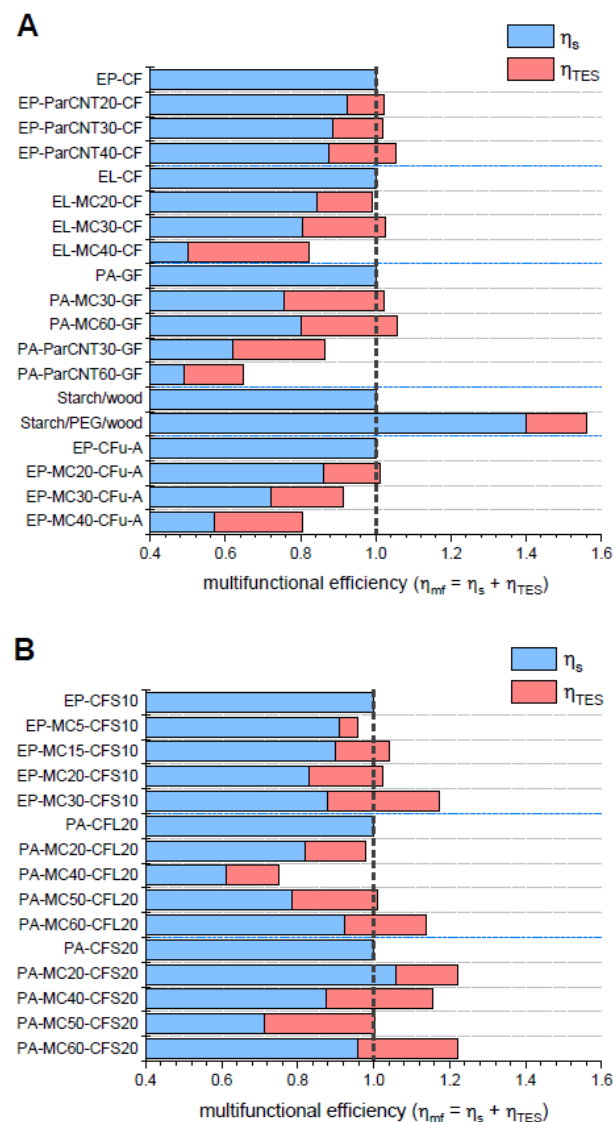 A
ηs
ηTES
EP-CF
EP-ParCNT20-CF
EP-ParCNT30-CF
EP-ParCNT40-CF
EL-CF
EL-MC20-CF
EL-MC30-CF
EL-MC40-CF
PA-GF
PA-MC30-GF
PA-MC60-GF
PA-ParCNT30-GF
PA-ParCNT60-GF
Starch/wood
Starch/PEG/wood
EP-CFu-A
EP-MC20-CFu-A
EP-MC30-CFu-A
EP-MC40-CFu-A
0.4 0.6 0.8 1.0 1.2 1.4 1.6
multifunctional efficiency (ηmf = ηs + ηTES)
B
ηs
ηTES
EP-CFS10
EP-MC5-CFS10
EP-MC15-CFS10
EP-MC20-CFS10
EP-MC30-CFS10
PA-CFL20
PA-MC20-CFL20
PA-MC40-CFL20
PA-MC50-CFL20
PA-MC60-CFL20
PA-CFS20
PA-MC20-CFS20
PA-MC40-CFS20
PA-MC50-CFS20
PA-MC60-CFS20
0.4 0.6 0.8 1.0 1.2 1.4 1.6
multifunctional efficiency (ηmf = ηs + ηTES)